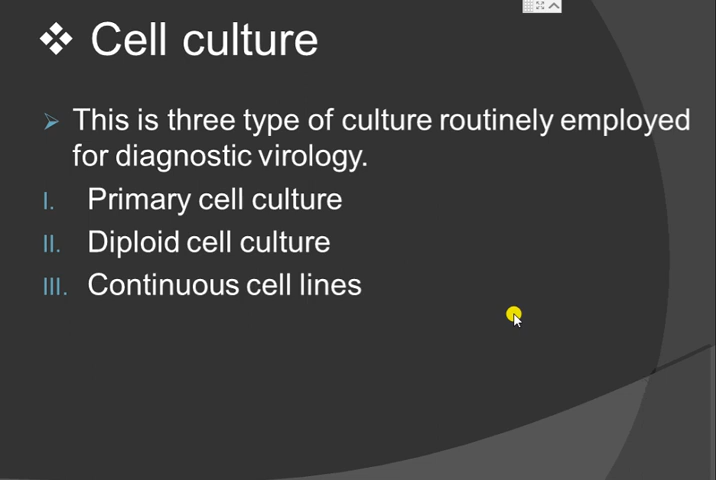 Cell culture
This is three type of culture routinely employed
for diagnostic virology.
I. Primary cell culture
II. Diploid cell culture
III. Continuous cell lines